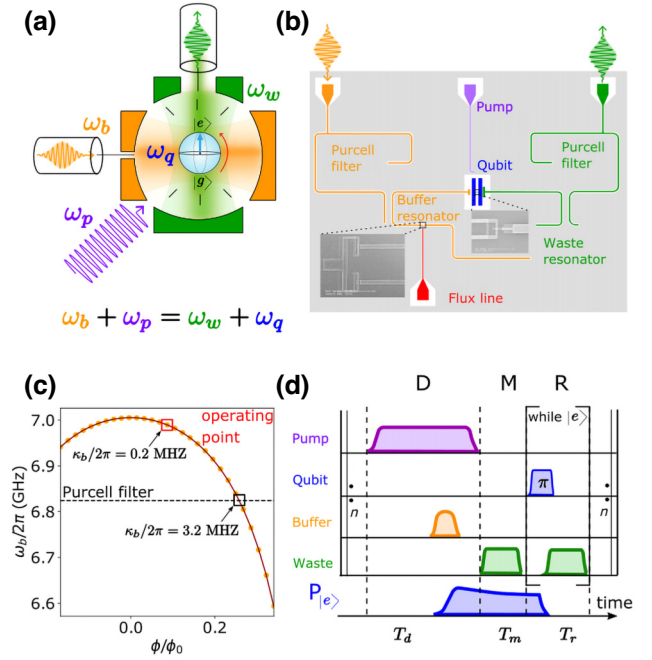 (a)
ω_w
ω_b
|e⟩
ω_q
|g⟩
ω_p
ω_b + ω_p = ω_w + ω_q
(b)
Pump
Purcell
filter
Purcell
filter
Qubit
Buffer
resonator
Waste
resonator
Flux line
(c)
7.0
6.9
6.8
6.7
6.6
ω_b/2π (GHz)
operating
point
κ_b/2π = 0.2 MHZ
Purcell filter
κ_b/2π = 3.2 MHZ
0.0
0.2
ϕ/ϕ_0
(d)
D M R
while |e⟩
Pump
Qubit
π
n
n
Buffer
Waste
P_|e⟩
time
T_d T_m T_r